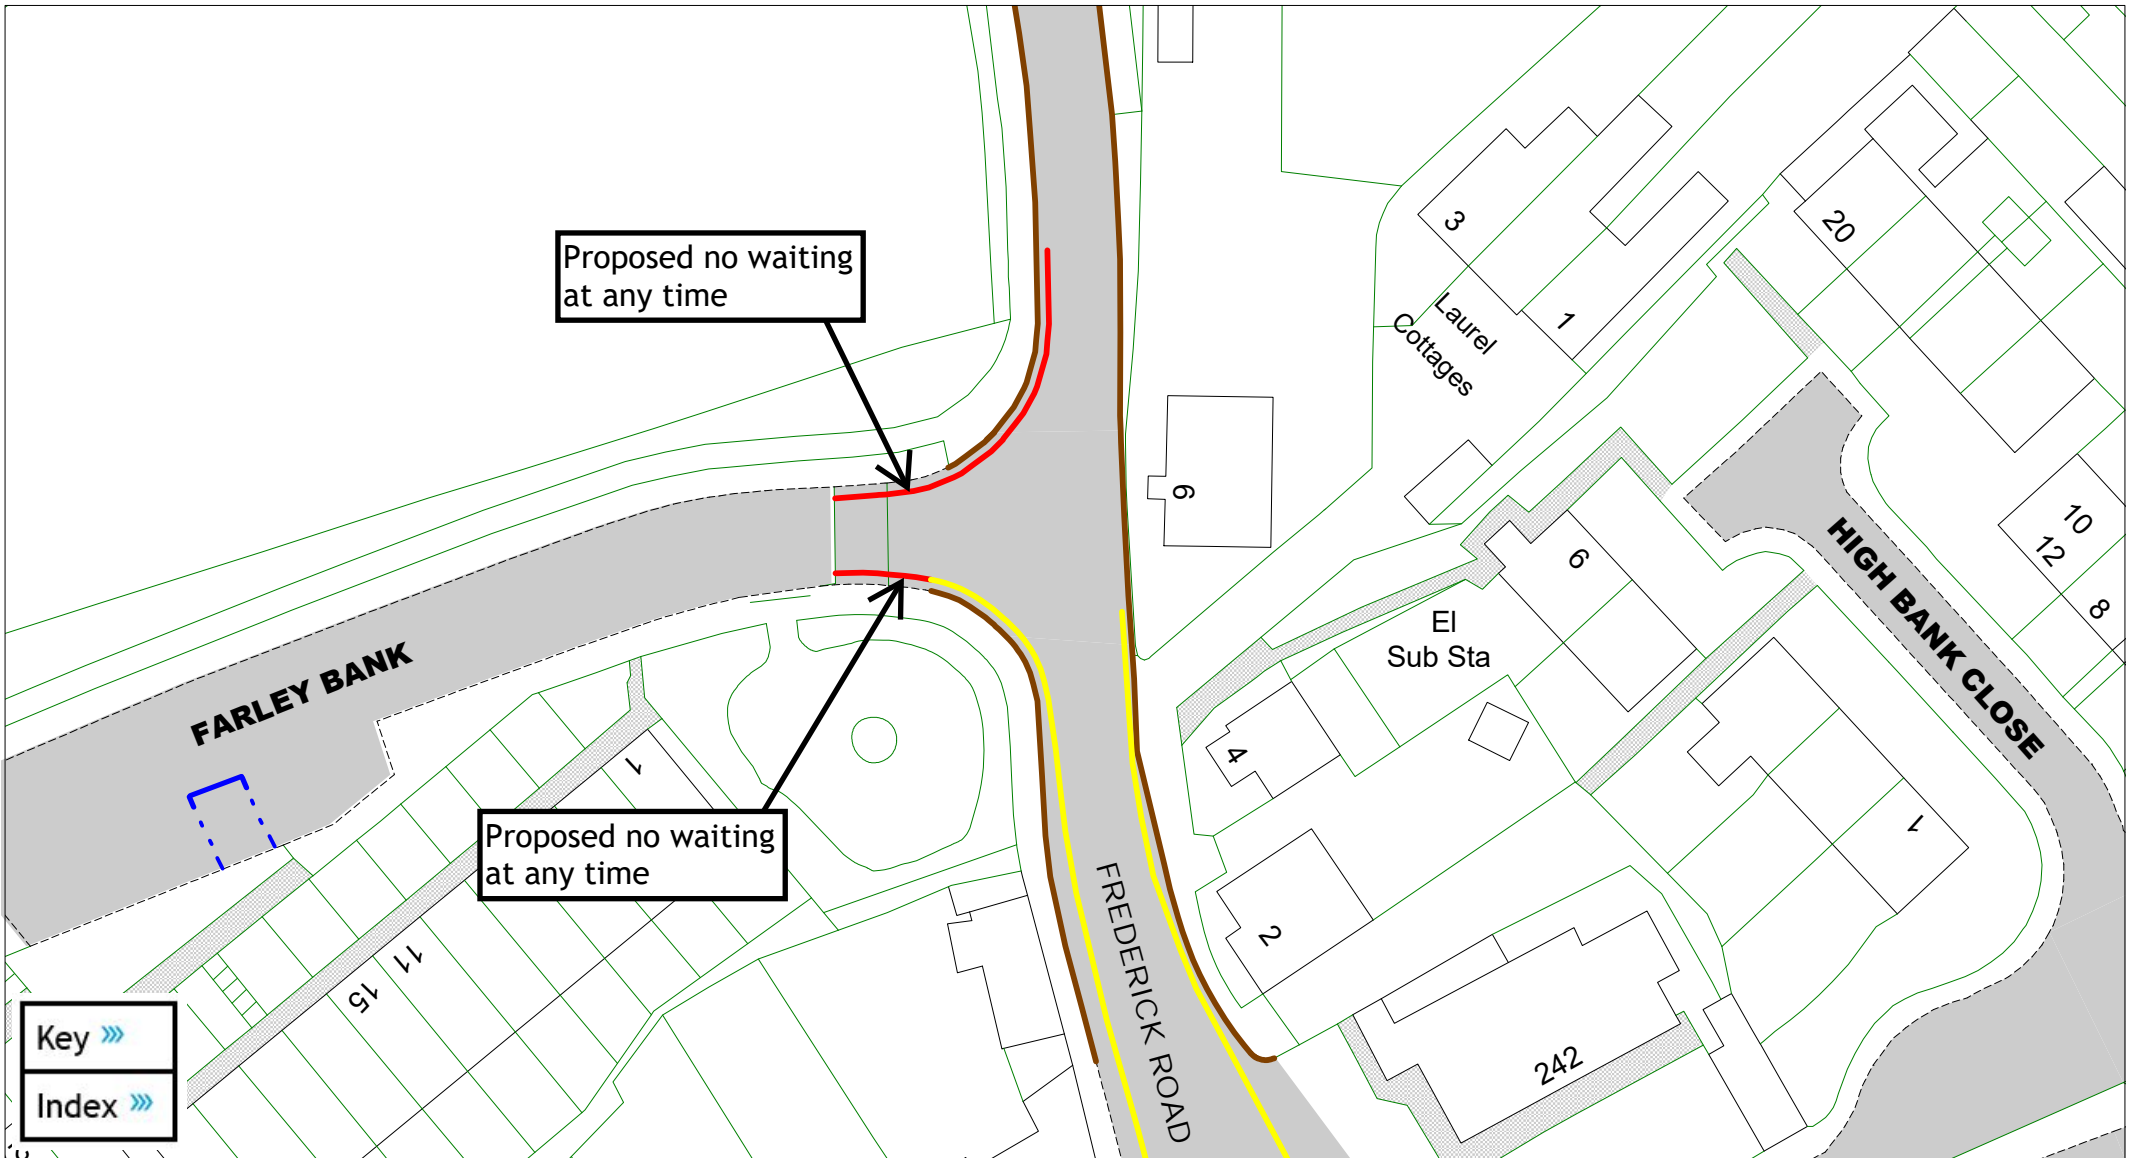 Proposed no waiting
at any time
3
1
Laurel
Cottages
20
6
10
12
8
6
El
Sub Sta
4
2
HIGH BANK CLOSE
1
FARLEY BANK
1
Proposed no waiting
at any time
11
15
FREDERICK ROAD
242
Key »»
Index »»